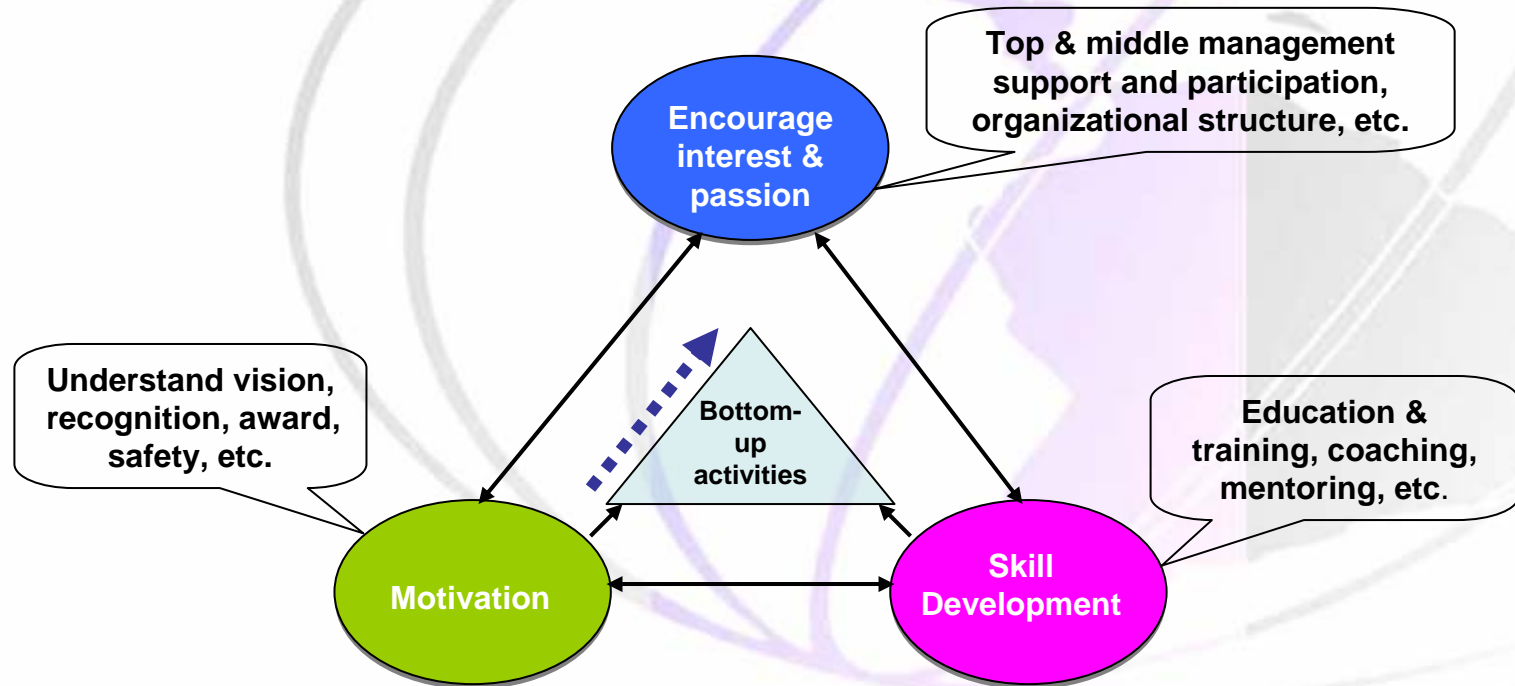 Top & middle management
support and participation,
organizational structure, etc.
Encourage
interest &
passion
Understand vision,
recognition, award,
safety, etc.
Bottom-
up
activities
Education &
training, coaching,
mentoring, etc.
Motivation
Skill
Development